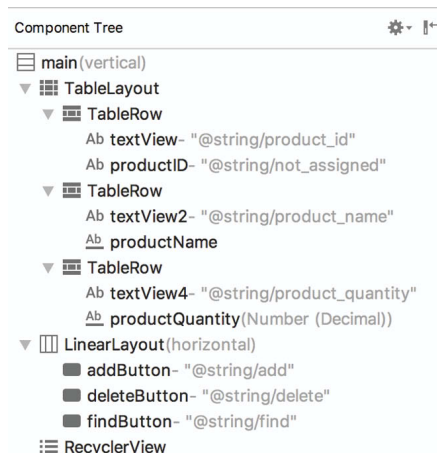 Component Tree
main(vertical)
TableLayout
TableRow
Ab textView- "@string/product_id"
Ab productID- "@string/not_assigned"
TableRow
Ab textView2- "@string/product_name"
Ab productName
TableRow
Ab textView4- "@string/product_quantity"
Ab productQuantity(Number (Decimal))
LinearLayout(horizontal)
addButton- "@string/add"
deleteButton- "@string/delete"
findButton- "@string/find"
RecyclerView